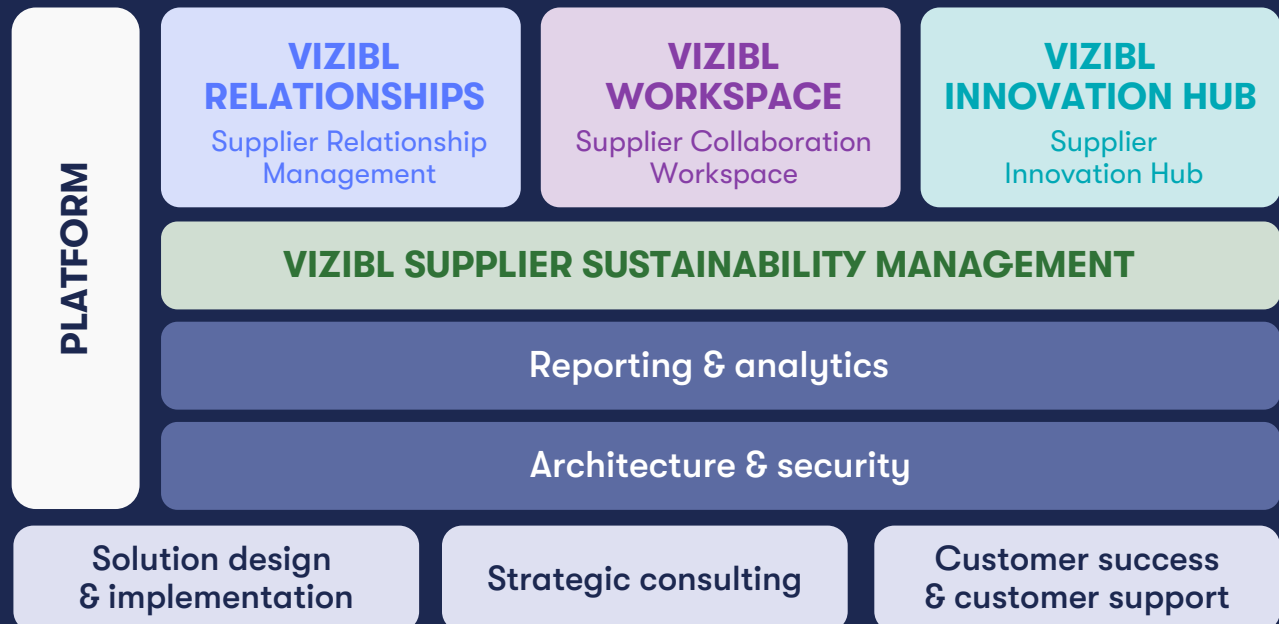 PLATFORM
VIZIBL
RELATIONSHIPS
Supplier Relationship
Management
VIZIBL
WORKSPACE
Supplier Collaboration
Workspace
VIZIBL
INNOVATION HUB
Supplier
Innovation Hub
VIZIBL SUPPLIER SUSTAINABILITY MANAGEMENT
Reporting & analytics
Architecture & security
Solution design
& implementation
Strategic consulting
Customer success
& customer support